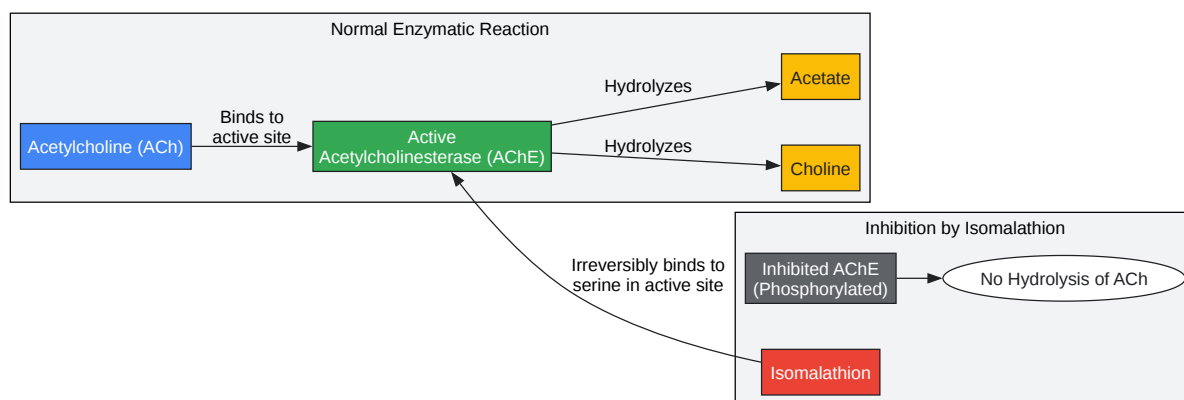 Normal Enzymatic Reaction
Acetylcholine (ACh)
Binds to
active site
Active
Acetylcholinesterase (AChE)
Hydrolyzes
Acetate
Hydrolyzes
Choline
Irreversibly binds to
serine in active site
Inhibition by Isomalathion
Inhibited AChE
(Phosphorylated)
No Hydrolysis of ACh
Isomalathion